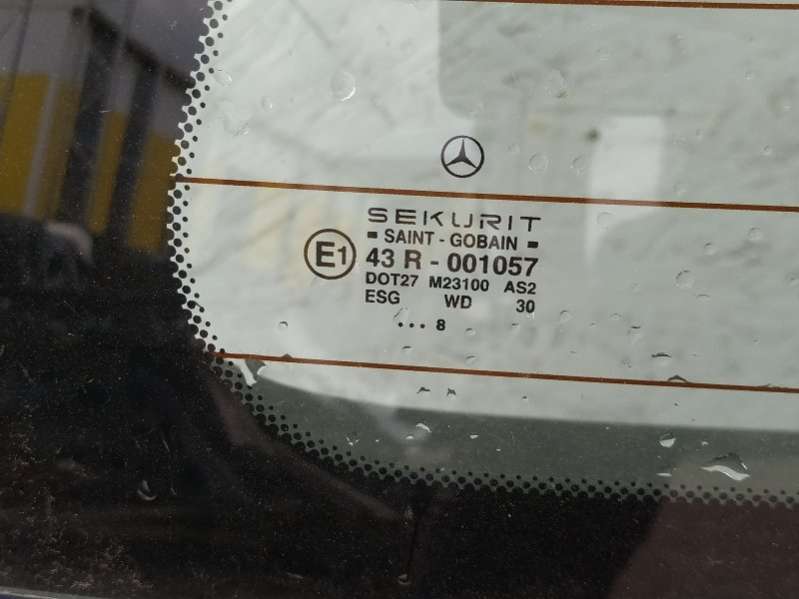 SEKURIT
SAINT - GOBAIN
E1 43 R - 001057
DOT27 M23100 AS2
ESG WD 30
... 8